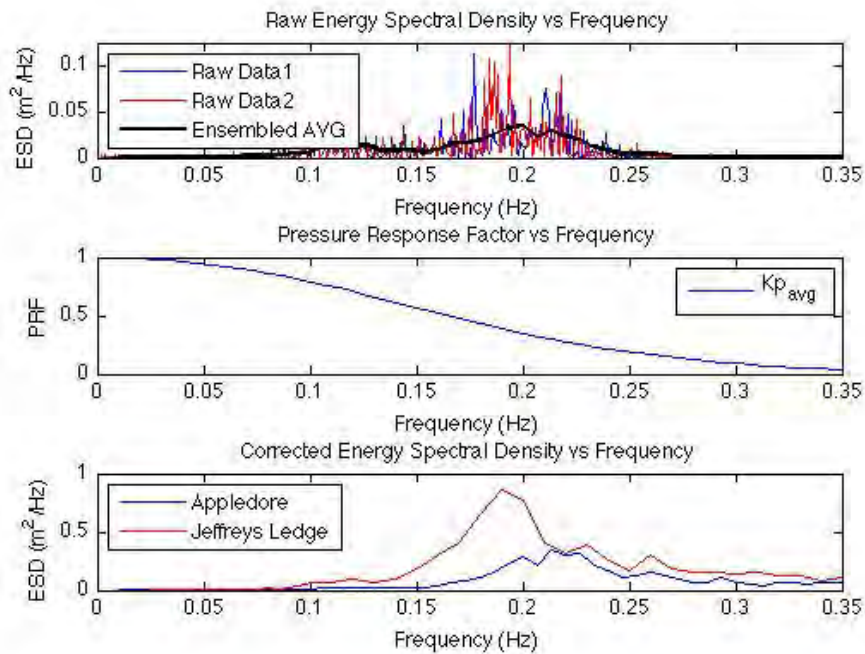 Raw Energy Spectral Density vs Frequency
ESD (m²/Hz)
0.1
0.05
0
Raw Data1
Raw Data2
Ensembled AVG
0 0.05 0.1 0.15 0.2 0.25 0.3 0.35
Frequency (Hz)
Pressure Response Factor vs Frequency
PRF
1
0.5
0
Kp_avg
0 0.05 0.1 0.15 0.2 0.25 0.3 0.35
Frequency (Hz)
Corrected Energy Spectral Density vs Frequency
ESD (m²/Hz)
1
0.5
0
Appledore
Jeffreys Ledge
0 0.05 0.1 0.15 0.2 0.25 0.3 0.35
Frequency (Hz)